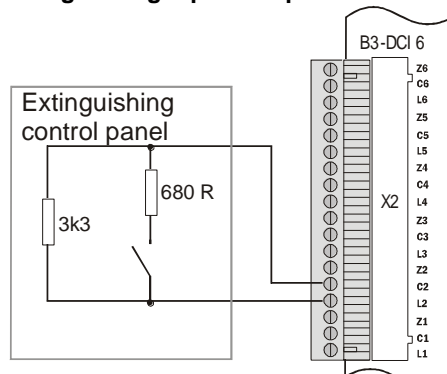 B3-DCI 6
Extinguishing
control panel
680 R
3k3
X2
Z6
C6
L6
Z5
C5
L5
Z4
C4
L4
Z3
C3
L3
Z2
C2
L2
Z1
C1
L1